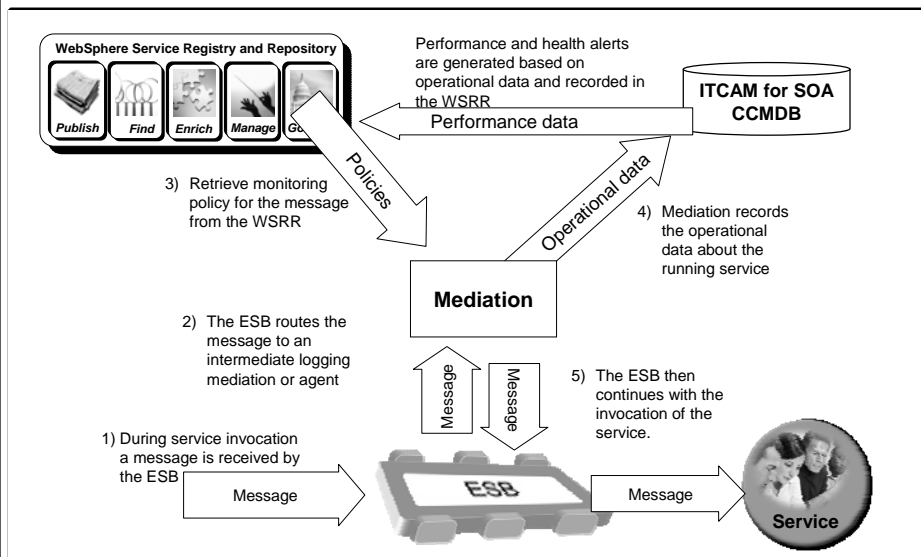 WebSphere Service Registry and Repository
Publish
Find
Enrich
Manage
Performance and health alerts
are generated based on
operational data and recorded in
the WSRR
Performance data
ITCAM for SOA
CCMDB
3) Retrieve monitoring
policy for the message
from the WSRR
Policies
Operational data
4) Mediation records
the operational
data about the
running service
Mediation
2) The ESB routes the
message to an
intermediate logging
mediation or agent
Message
Message
5) The ESB then
continues with the
invocation of the
service.
1) During service invocation
a message is received by
the ESB
Message
ESB
Message
Service